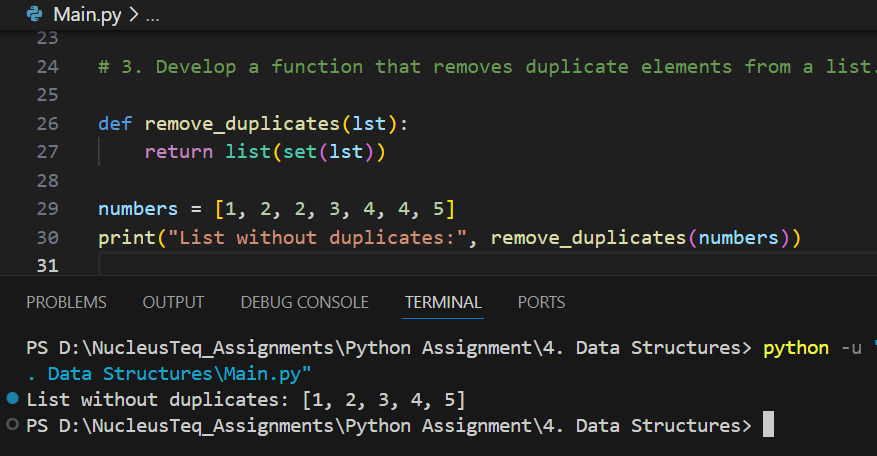 Main.py > ...
23
24 # 3. Develop a function that removes duplicate elements from a list.
25
26 def remove_duplicates(lst):
27     return list(set(lst))
28
29 numbers = [1, 2, 2, 3, 4, 4, 5]
30 print("List without duplicates:", remove_duplicates(numbers))
31
PROBLEMS OUTPUT DEBUG CONSOLE TERMINAL PORTS
PS D:\NucleusTeq_Assignments\Python Assignment\4. Data Structures> python -u "
. Data Structures\Main.py"
List without duplicates: [1, 2, 3, 4, 5]
PS D:\NucleusTeq_Assignments\Python Assignment\4. Data Structures>